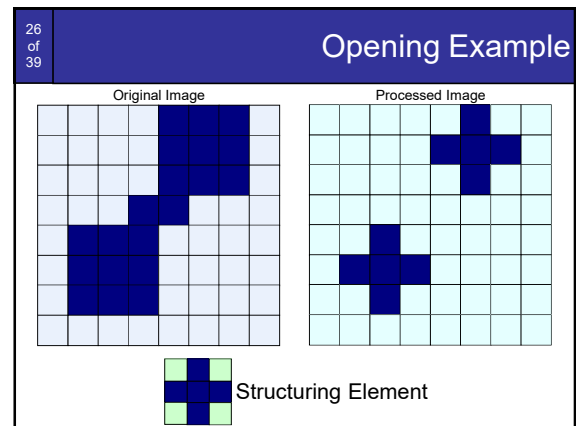 26
of
39
Opening Example
Original Image
Processed Image
Structuring Element